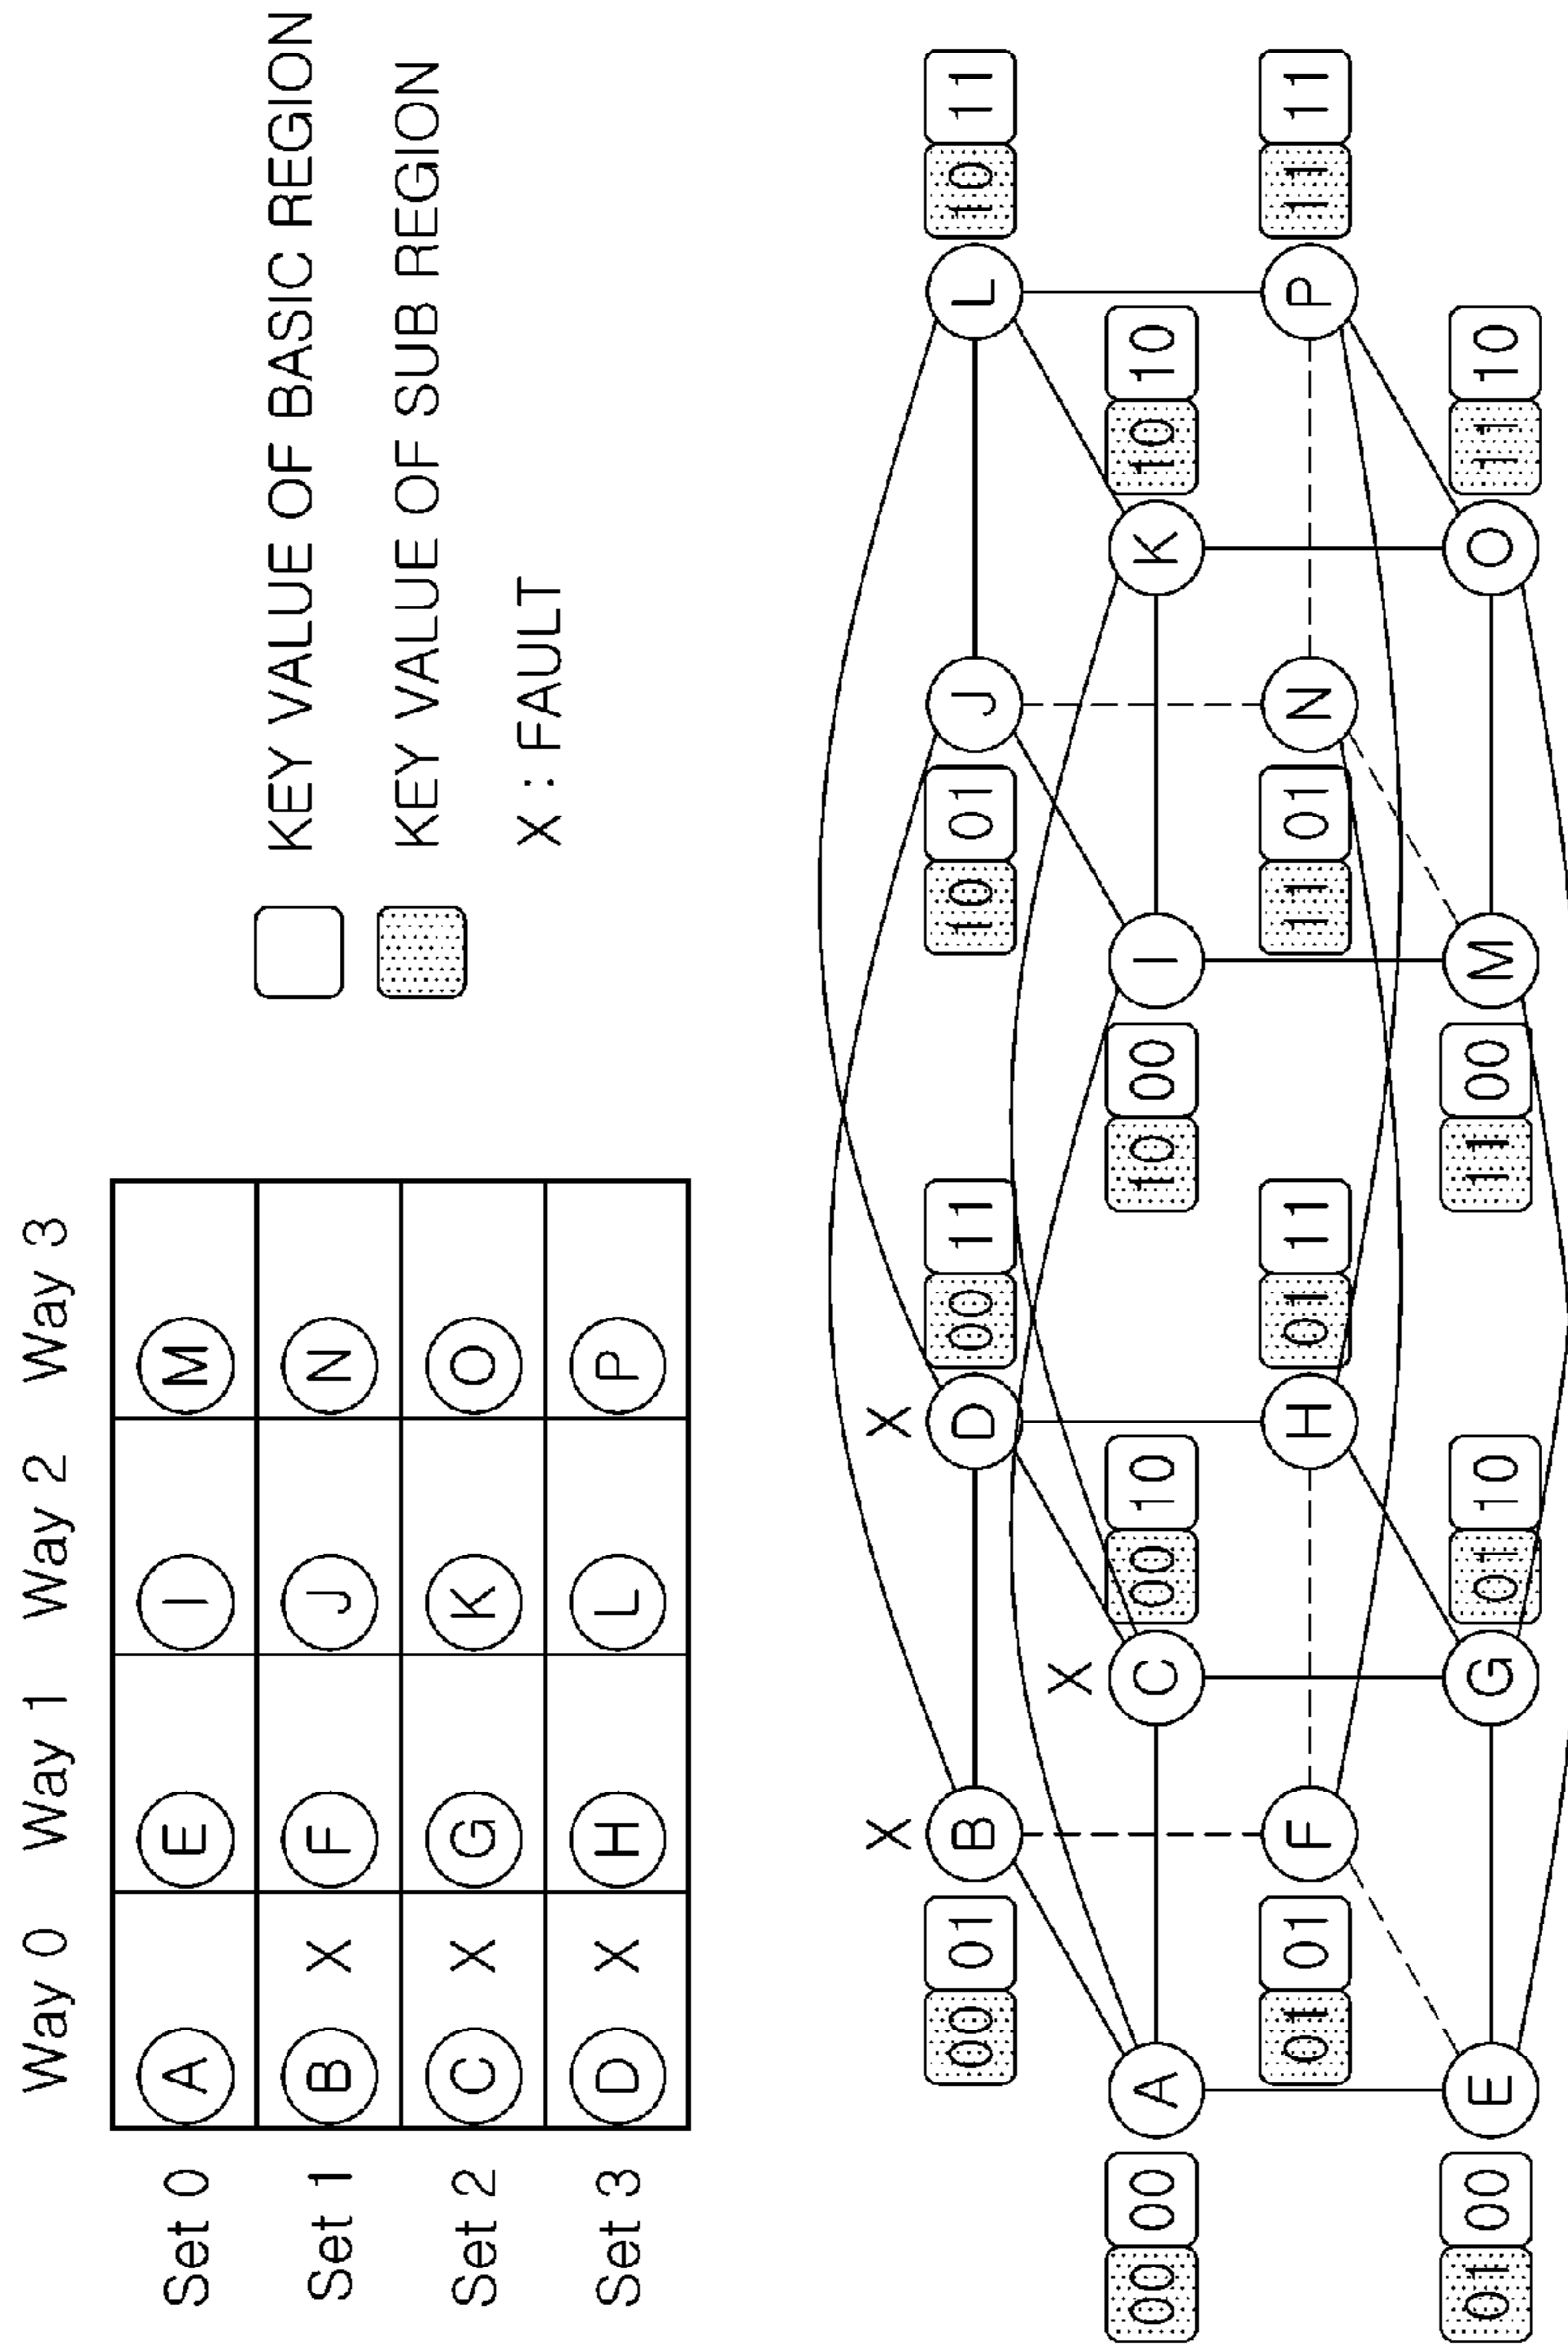 Way 0 Way 1 Way 2 Way 3
Set 0 A E I M
Set 1 B X F J N
Set 2 C X G K O
Set 3 D X H L P
KEY VALUE OF BASIC REGION
KEY VALUE OF SUB REGION
X : FAULT
X X
00 01 B D 00 11 10 01 J L 10 11
X
00 00 A C 00 10 10 00 I K 10 10
01 01 F H 01 11 11 01 N P 11 11
01 00 E G 01 10 11 00 M O 11 10